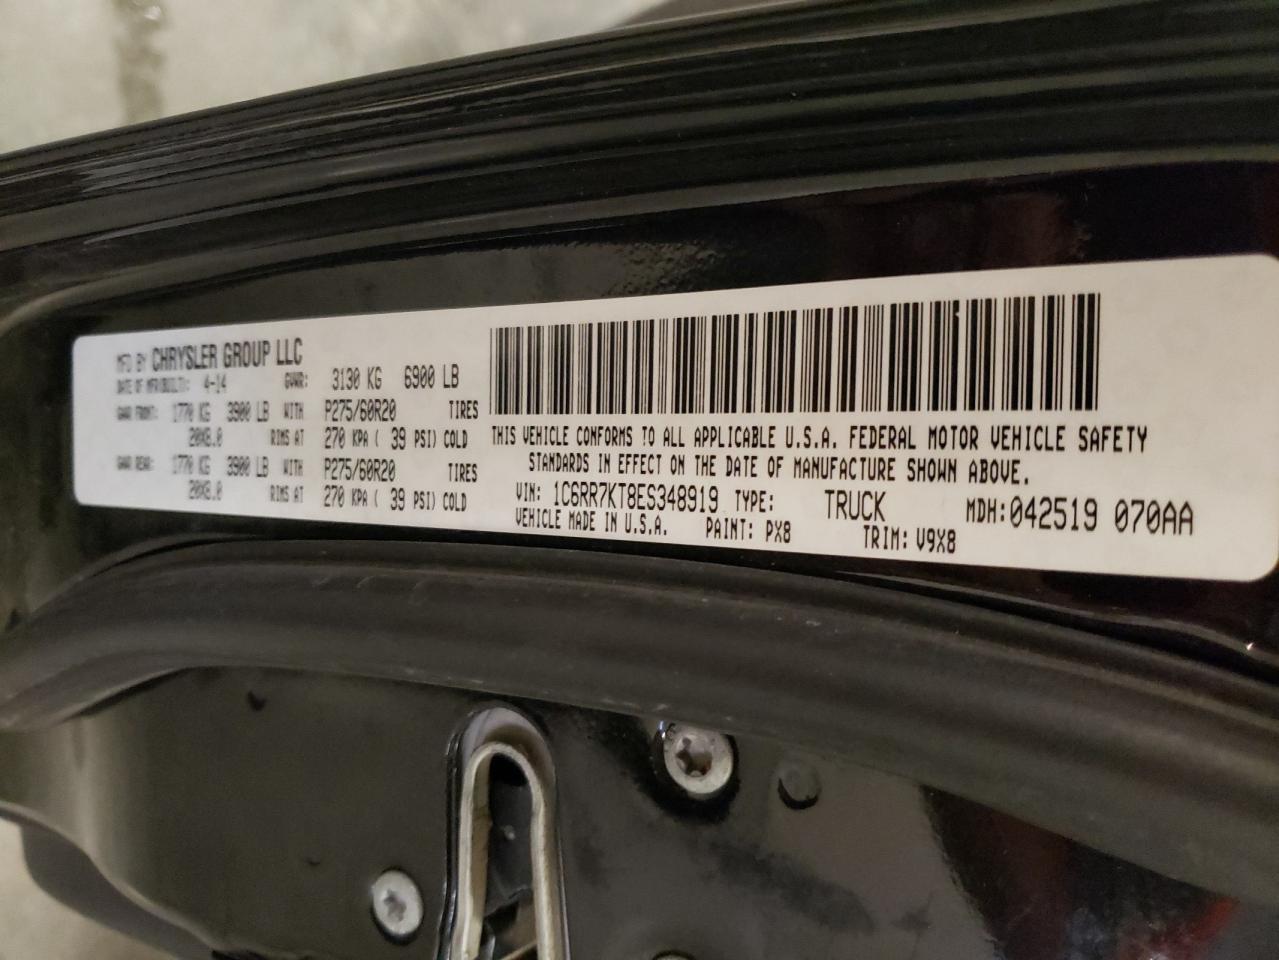 MFD BY CHRYSLER GROUP LLC
DATE OF MFR(BUILT): 4-14 GVWR: 3130 KG 6900 LB
GAWR FRONT: 1770 KG 3900 LB WITH P275/60R20 TIRES
20X8.0 RIMS AT 270 KPA ( 39 PSI) COLD
GAWR REAR: 1770 KG 3900 LB WITH P275/60R20 TIRES
20X8.0 RIMS AT 270 KPA ( 39 PSI) COLD
THIS VEHICLE CONFORMS TO ALL APPLICABLE U.S.A. FEDERAL MOTOR VEHICLE SAFETY
STANDARDS IN EFFECT ON THE DATE OF MANUFACTURE SHOWN ABOVE.
VIN: 1C6RR7KT8ES348919 TYPE: TRUCK MDH:042519 070AA
VEHICLE MADE IN U.S.A. PAINT: PX8 TRIM: V9X8